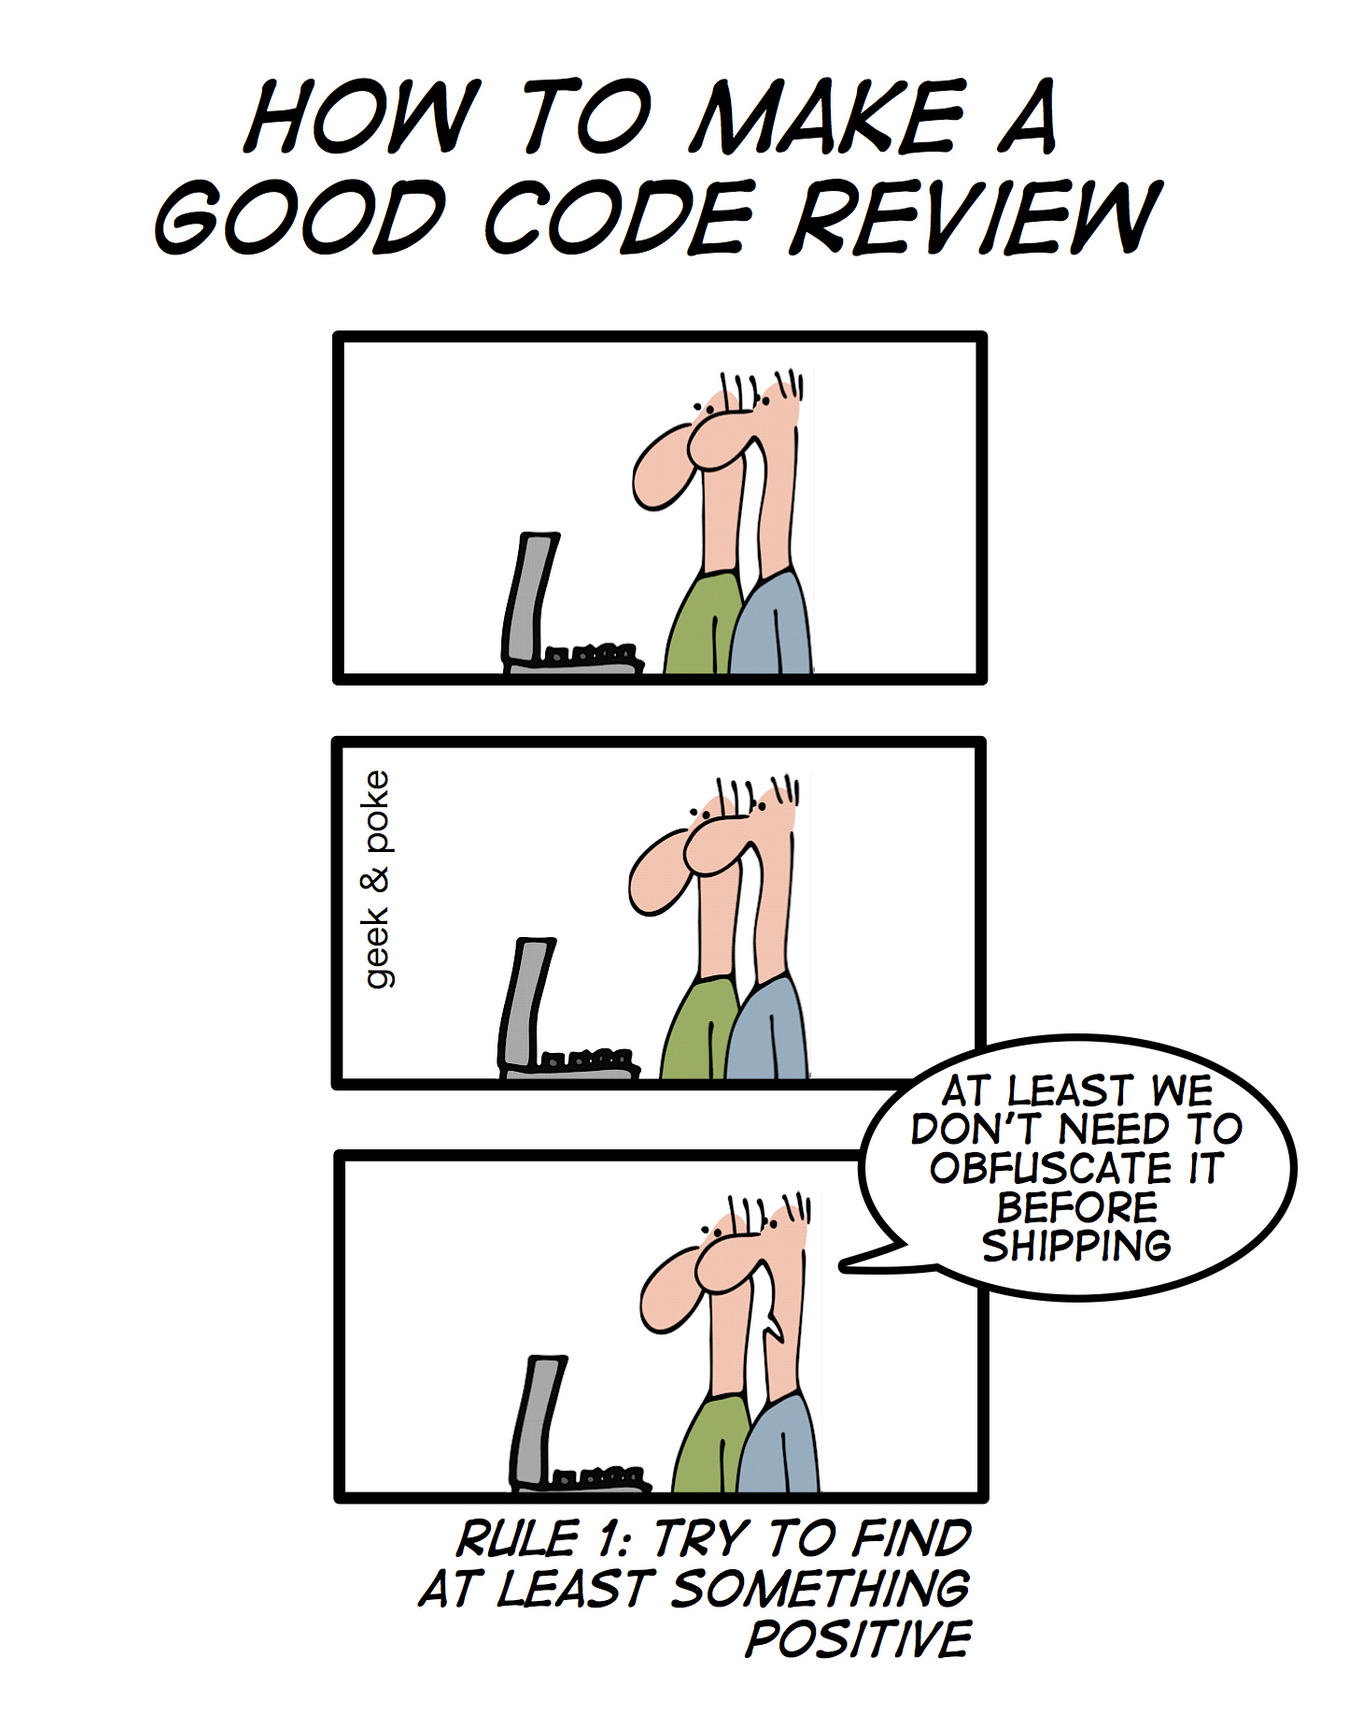 HOW TO MAKE A
GOOD CODE REVIEW
geek & poke
AT LEAST WE
DON'T NEED TO
OBFUSCATE IT
BEFORE
SHIPPING
RULE 1: TRY TO FIND
AT LEAST SOMETHING
POSITIVE